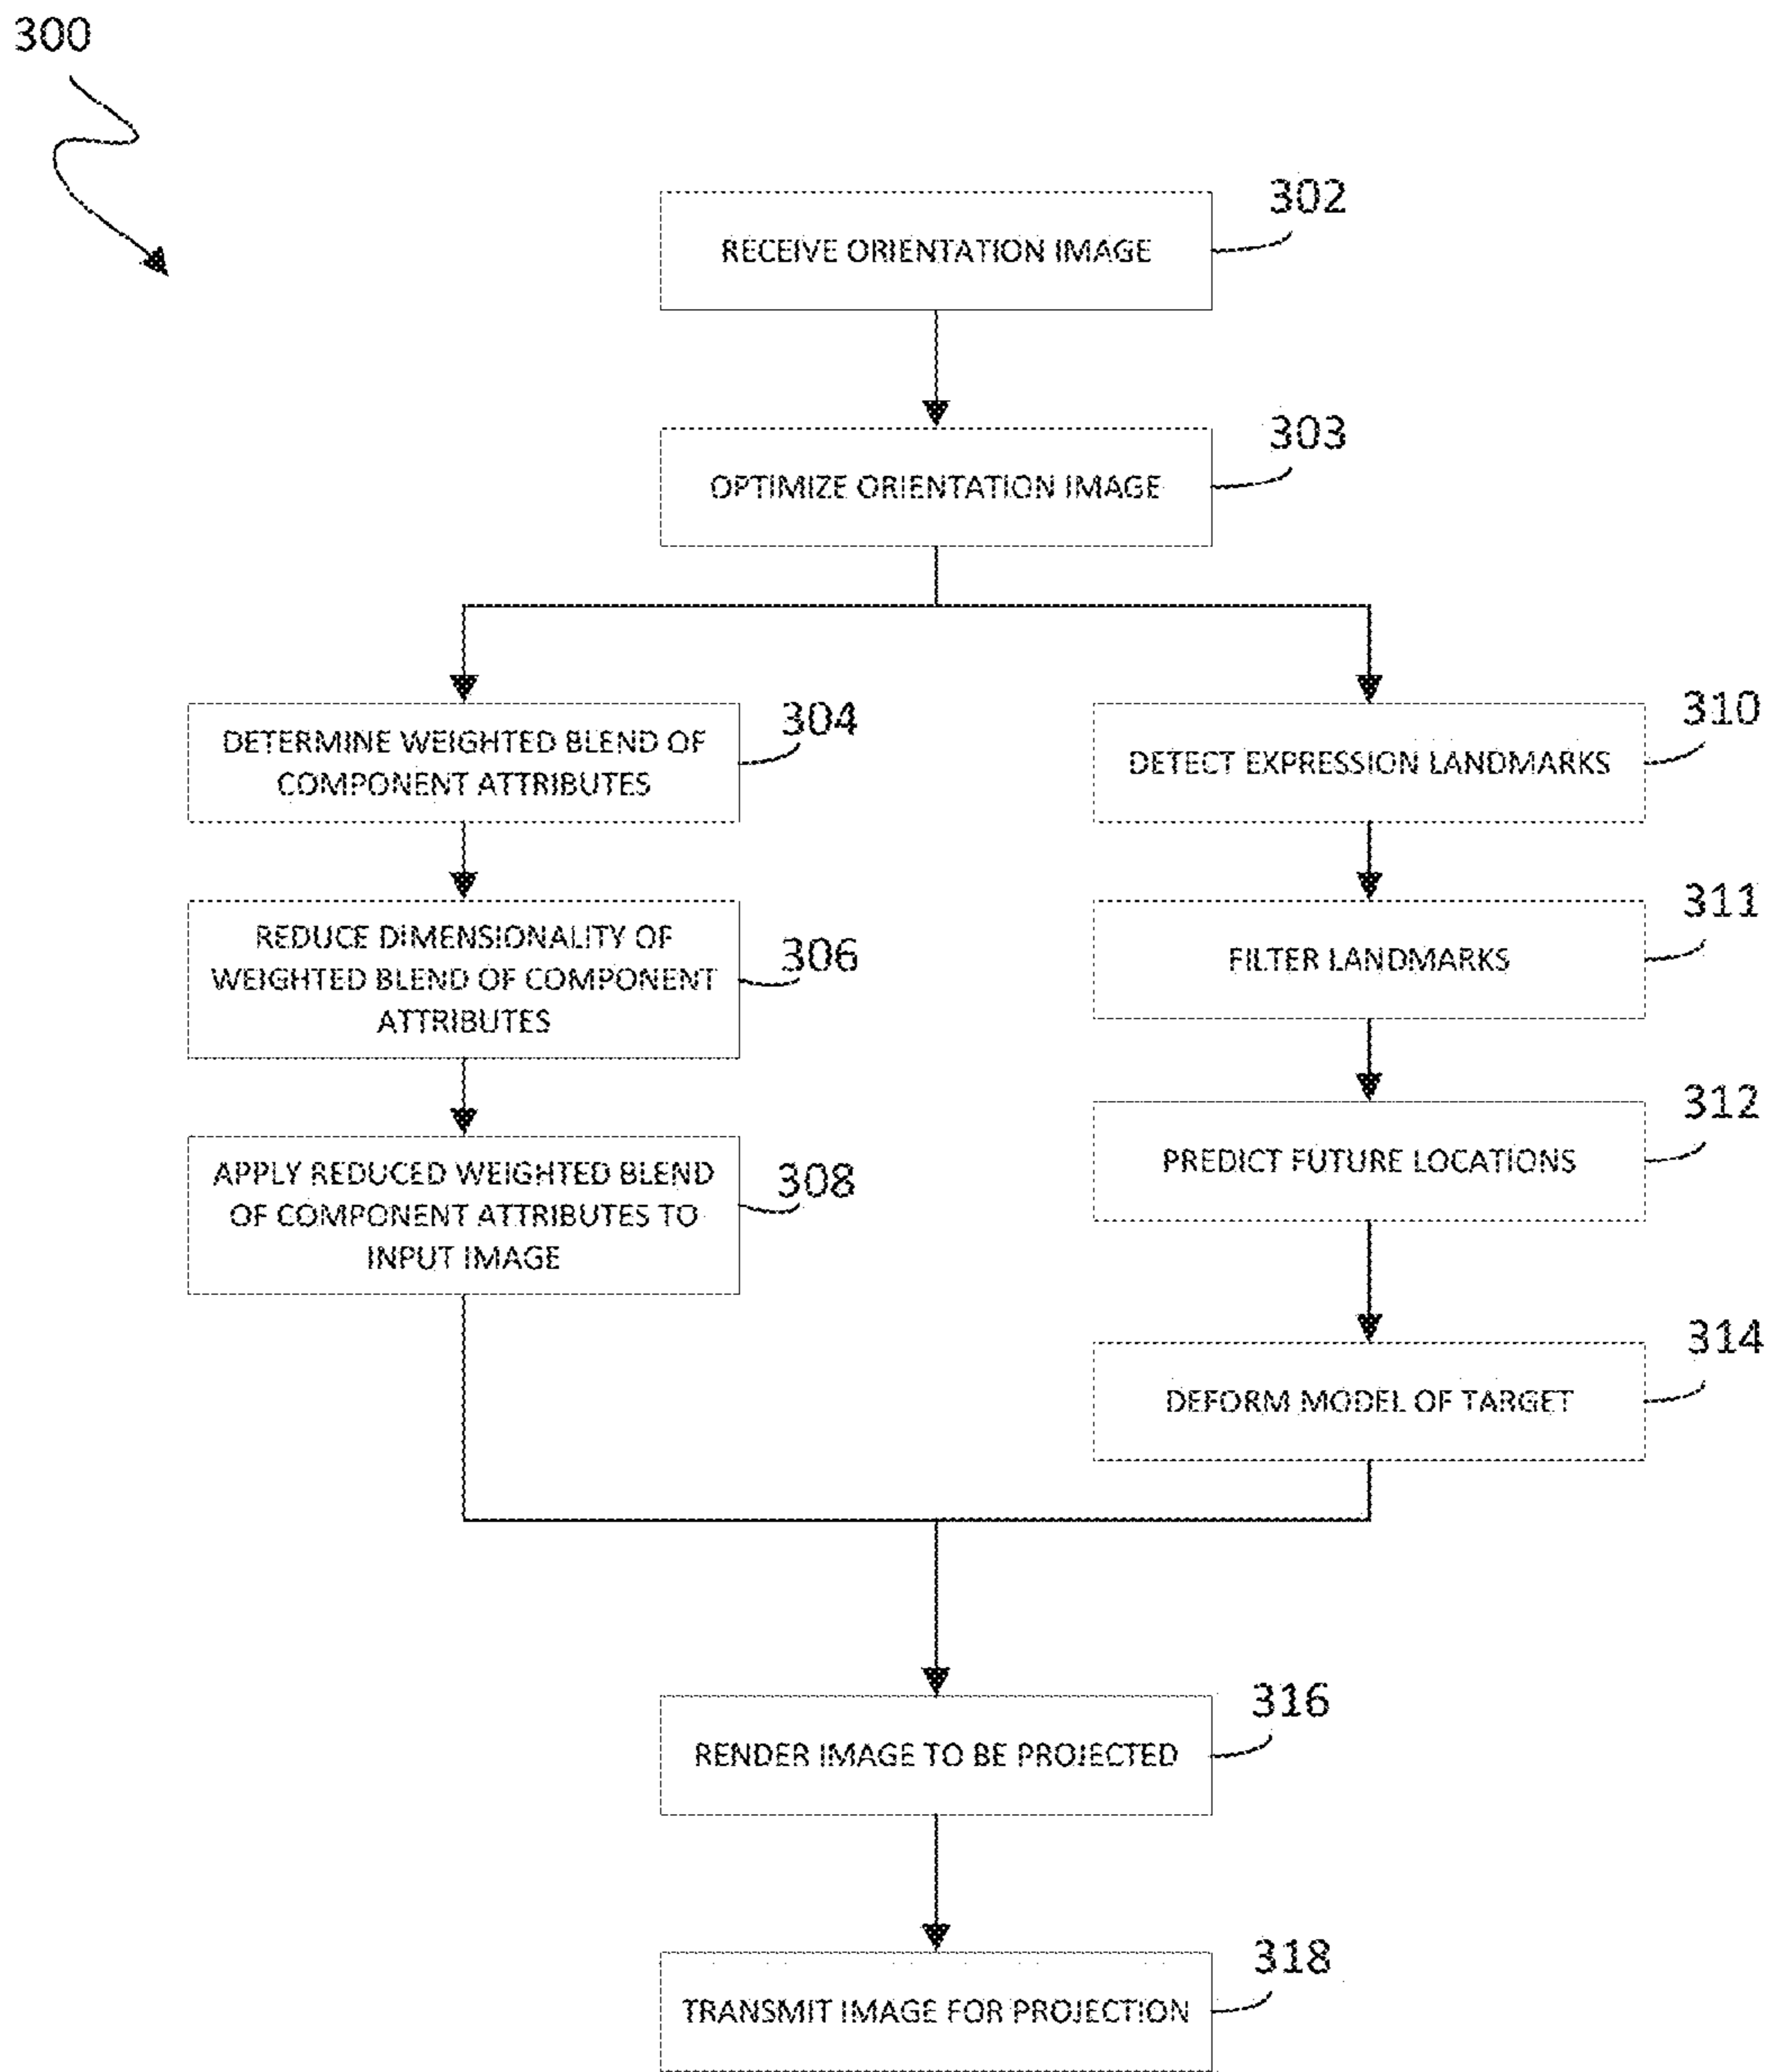 300
302
RECEIVE ORIENTATION IMAGE
303
OPTIMIZE ORIENTATION IMAGE
304
DETERMINE WEIGHTED BLEND OF
COMPONENT ATTRIBUTES
306
REDUCE DIMENSIONALITY OF
WEIGHTED BLEND OF COMPONENT
ATTRIBUTES
308
APPLY REDUCED WEIGHTED BLEND
OF COMPONENT ATTRIBUTES TO
INPUT IMAGE
310
DETECT EXPRESSION LANDMARKS
311
FILTER LANDMARKS
312
PREDICT FUTURE LOCATIONS
314
DEFORM MODEL OF TARGET
316
RENDER IMAGE TO BE PROJECTED
318
TRANSMIT IMAGE FOR PROJECTION